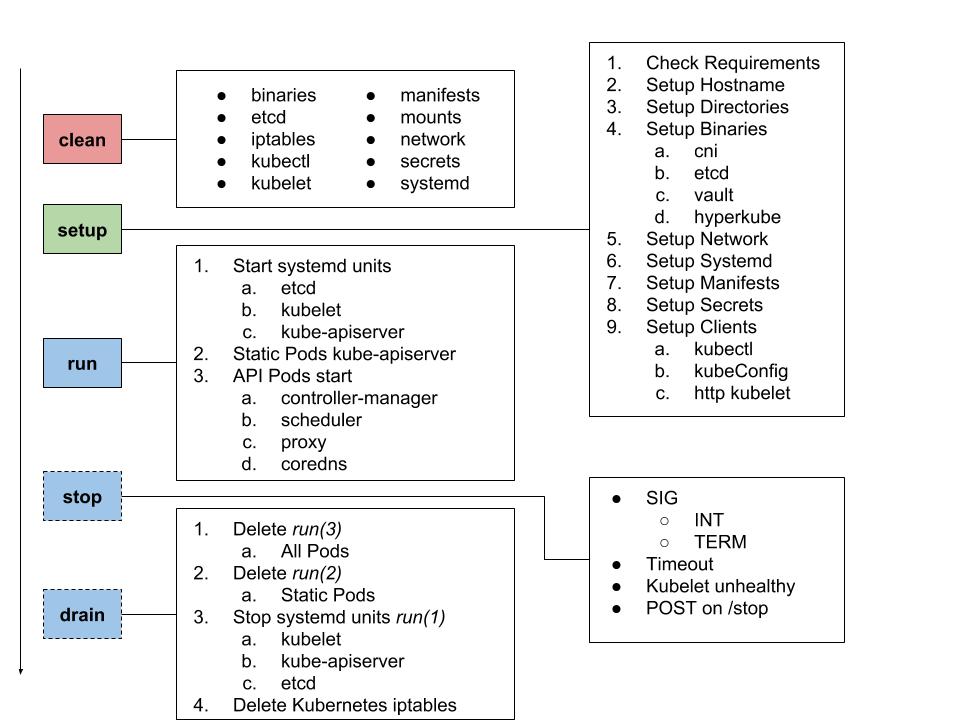 clean
● binaries
● etcd
● iptables
● kubectl
● kubelet
● manifests
● mounts
● network
● secrets
● systemd
setup
1. Check Requirements
2. Setup Hostname
3. Setup Directories
4. Setup Binaries
a. cni
b. etcd
c. vault
d. hyperkube
5. Setup Network
6. Setup Systemd
7. Setup Manifests
8. Setup Secrets
9. Setup Clients
a. kubectl
b. kubeConfig
c. http kubelet
run
1. Start systemd units
a. etcd
b. kubelet
c. kube-apiserver
2. Static Pods kube-apiserver
3. API Pods start
a. controller-manager
b. scheduler
c. proxy
d. coredns
stop
● SIG
○ INT
○ TERM
● Timeout
● Kubelet unhealthy
● POST on /stop
drain
1. Delete run(3)
a. All Pods
2. Delete run(2)
a. Static Pods
3. Stop systemd units run(1)
a. kubelet
b. kube-apiserver
c. etcd
4. Delete Kubernetes iptables